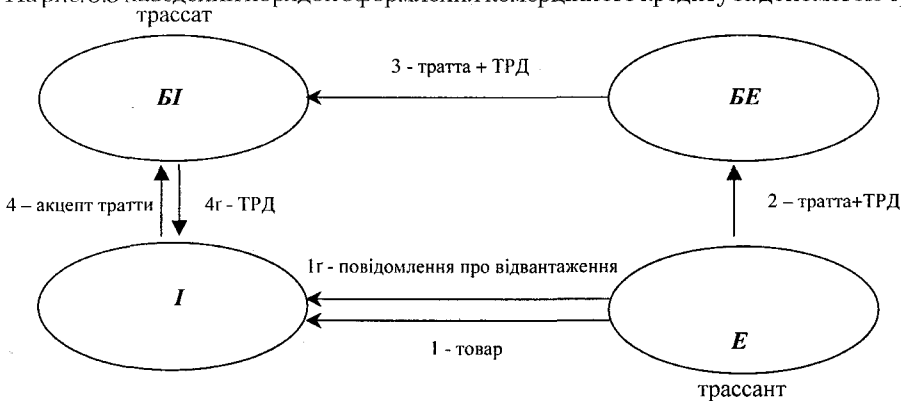 трассат
3 - тратта + ТРД
БІ
БЕ
4 – акцепт тратти
4г - ТРД
2 – тратта+ТРД
1г - повідомлення про відвантаження
І
Е
1 - товар
трассант